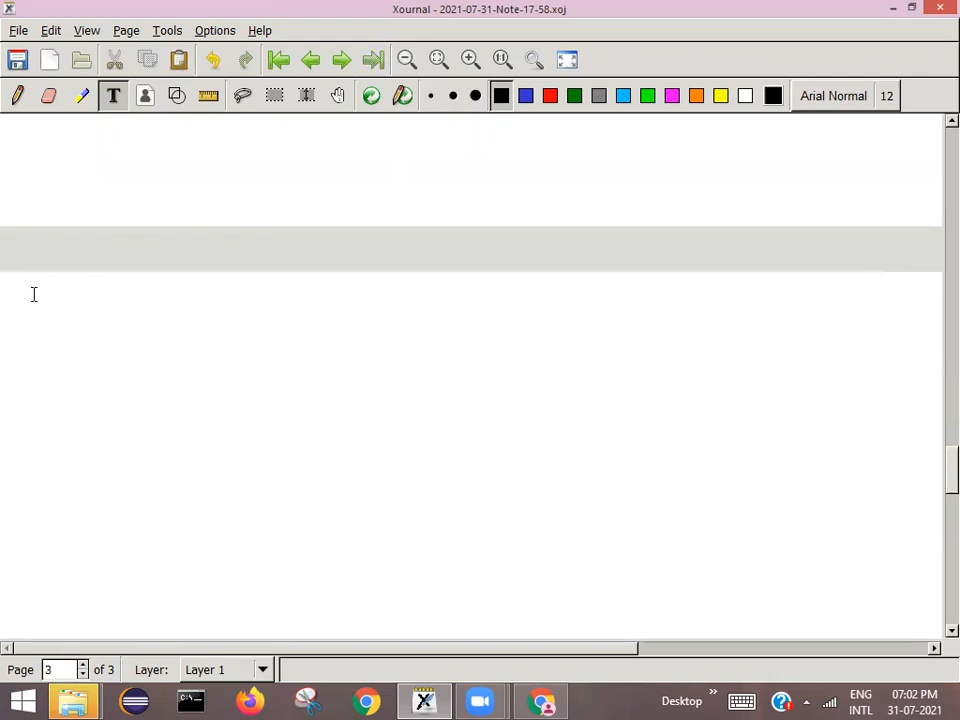 Xournal - 2021-07-31-Note-17-58.xoj
File Edit View Page Tools Options Help
T Arial Normal 12
Page 3 of 3 Layer: Layer 1
Desktop ENG 07:02 PM
INTL 31-07-2021